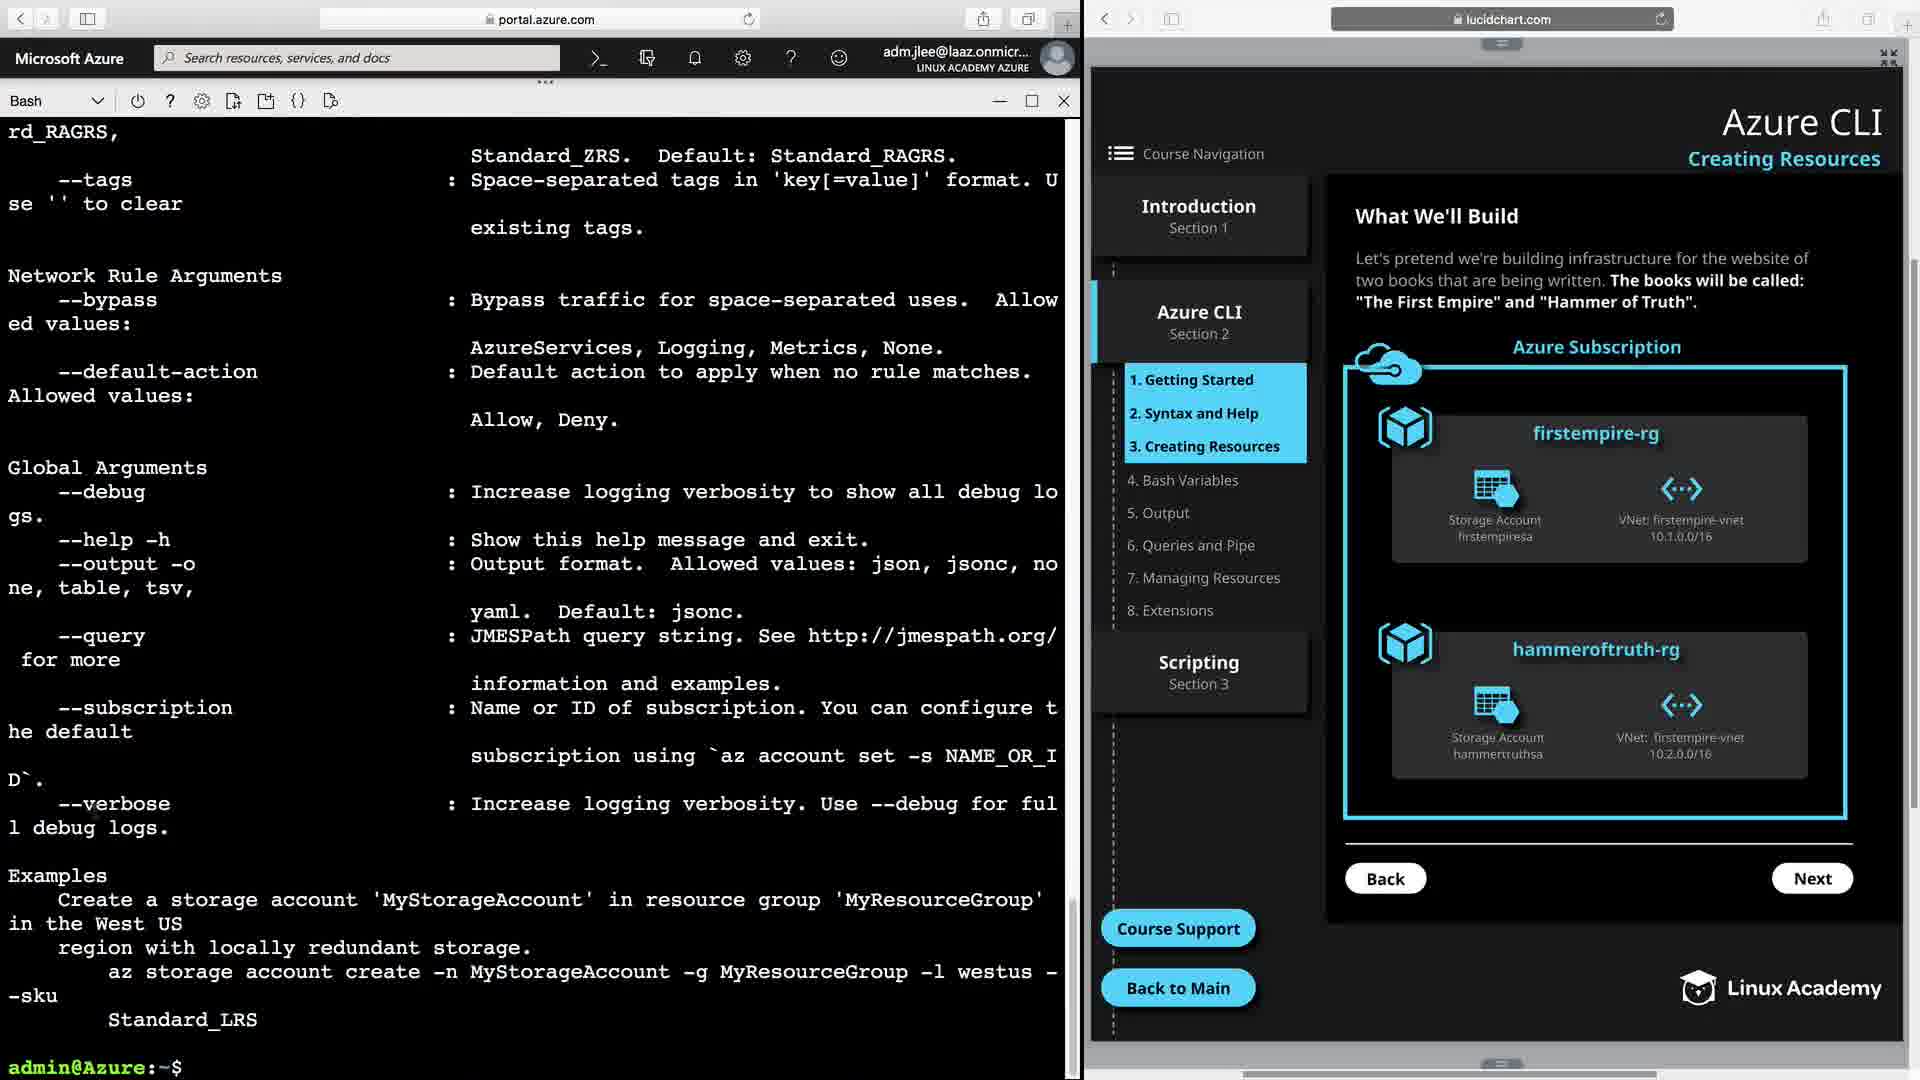 portal.azure.com
Microsoft Azure
Search resources, services, and docs
adm.jlee@laaz.onmicr...
LINUX ACADEMY AZURE
Bash
rd_RAGRS,
Standard_ZRS.  Default: Standard_RAGRS.
--tags : Space-separated tags in 'key[=value]' format. U
se '' to clear
existing tags.
Network Rule Arguments
--bypass : Bypass traffic for space-separated uses.  Allow
ed values:
AzureServices, Logging, Metrics, None.
--default-action : Default action to apply when no rule matches.
Allowed values:
Allow, Deny.
Global Arguments
--debug : Increase logging verbosity to show all debug lo
gs.
--help -h : Show this help message and exit.
--output -o : Output format.  Allowed values: json, jsonc, no
ne, table, tsv,
yaml.  Default: jsonc.
--query : JMESPath query string. See http://jmespath.org/
for more
information and examples.
--subscription : Name or ID of subscription. You can configure t
he default
subscription using `az account set -s NAME_OR_I
D`.
--verbose : Increase logging verbosity. Use --debug for ful
l debug logs.
Examples
Create a storage account 'MyStorageAccount' in resource group 'MyResourceGroup'
in the West US
region with locally redundant storage.
az storage account create -n MyStorageAccount -g MyResourceGroup -l westus -
-sku
Standard_LRS
admin@Azure:~$
lucidchart.com
Azure CLI
Creating Resources
Course Navigation
Introduction
Section 1
Azure CLI
Section 2
1. Getting Started
2. Syntax and Help
3. Creating Resources
4. Bash Variables
5. Output
6. Queries and Pipe
7. Managing Resources
8. Extensions
Scripting
Section 3
Course Support
Back to Main
What We'll Build
Let's pretend we're building infrastructure for the website of
two books that are being written. The books will be called:
"The First Empire" and "Hammer of Truth".
Azure Subscription
firstempire-rg
Storage Account
firstempiresa
VNet: firstempire-vnet
10.1.0.0/16
hammeroftruth-rg
Storage Account
hammertruthsa
VNet: firstempire-vnet
10.2.0.0/16
Back
Next
Linux Academy